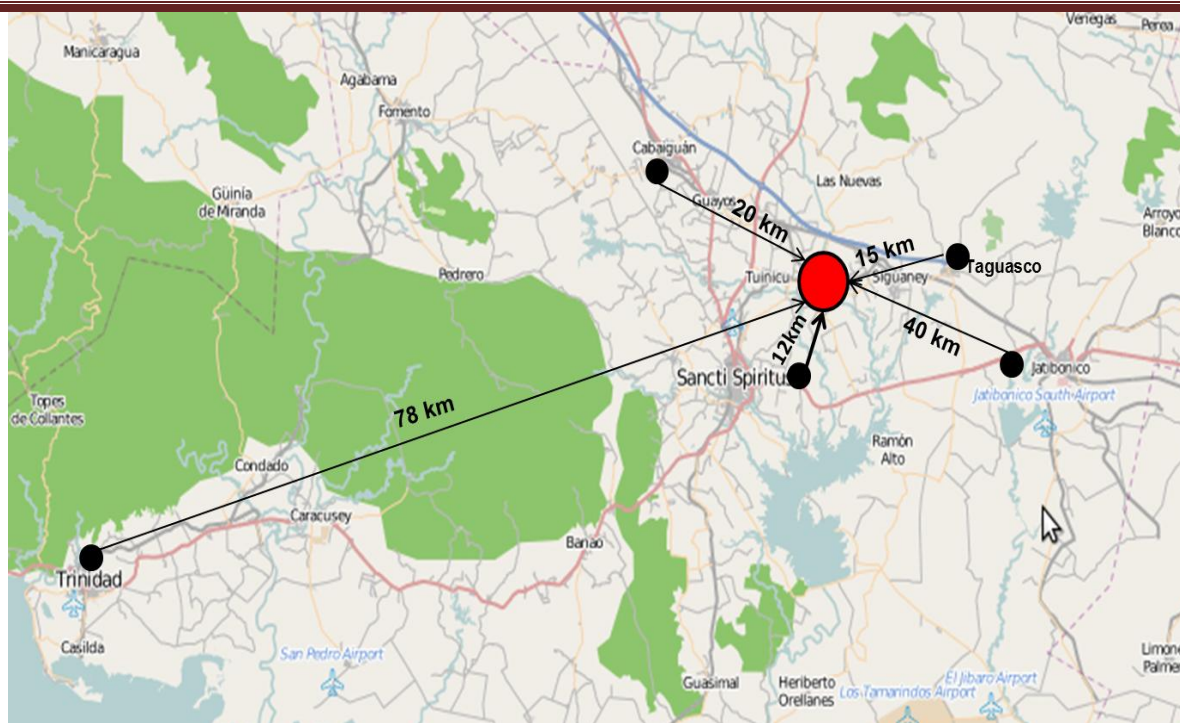 Venegas
Perea
Manicaragua
Agabama
Fomento
Cabaiguán
Las Nuevas
Güinía
de Miranda
Guayos
20 km
Arroyo
Blanco
15 km
Taguasco
Pedrero
Tuinicu
Siguaney
12km
40 km
Sancti Spiritus
Jatibonico
Jatibonico South Airport
Topes
de Collantes
78 km
Ramón
Alto
Condado
Caracusey
Banao
Trinidad
Casilda
San Pedro Airport
Guasimal
Heriberto
Orellanes
Los Tamarindos Airport
El Jibaro Airport
Limone
Palmer